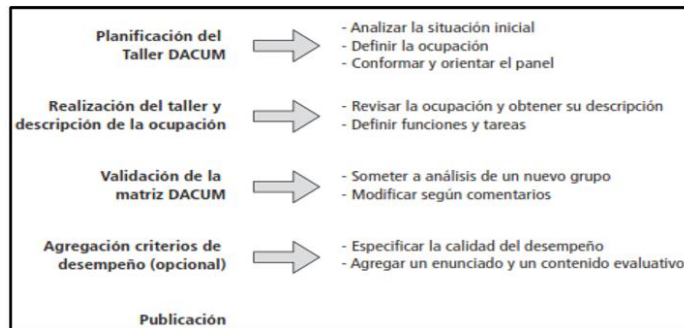 Planificación del
Taller DACUM
- Analizar la situación inicial
- Definir la ocupación
- Conformar y orientar el panel
Realización del taller y
descripción de la ocupación
- Revisar la ocupación y obtener su descripción
- Definir funciones y tareas
Validación de la
matriz DACUM
- Someter a análisis de un nuevo grupo
- Modificar según comentarios
Agregación criterios de
desempeño (opcional)
- Especificar la calidad del desempeño
- Agregar un enunciado y un contenido evaluativo
Publicación